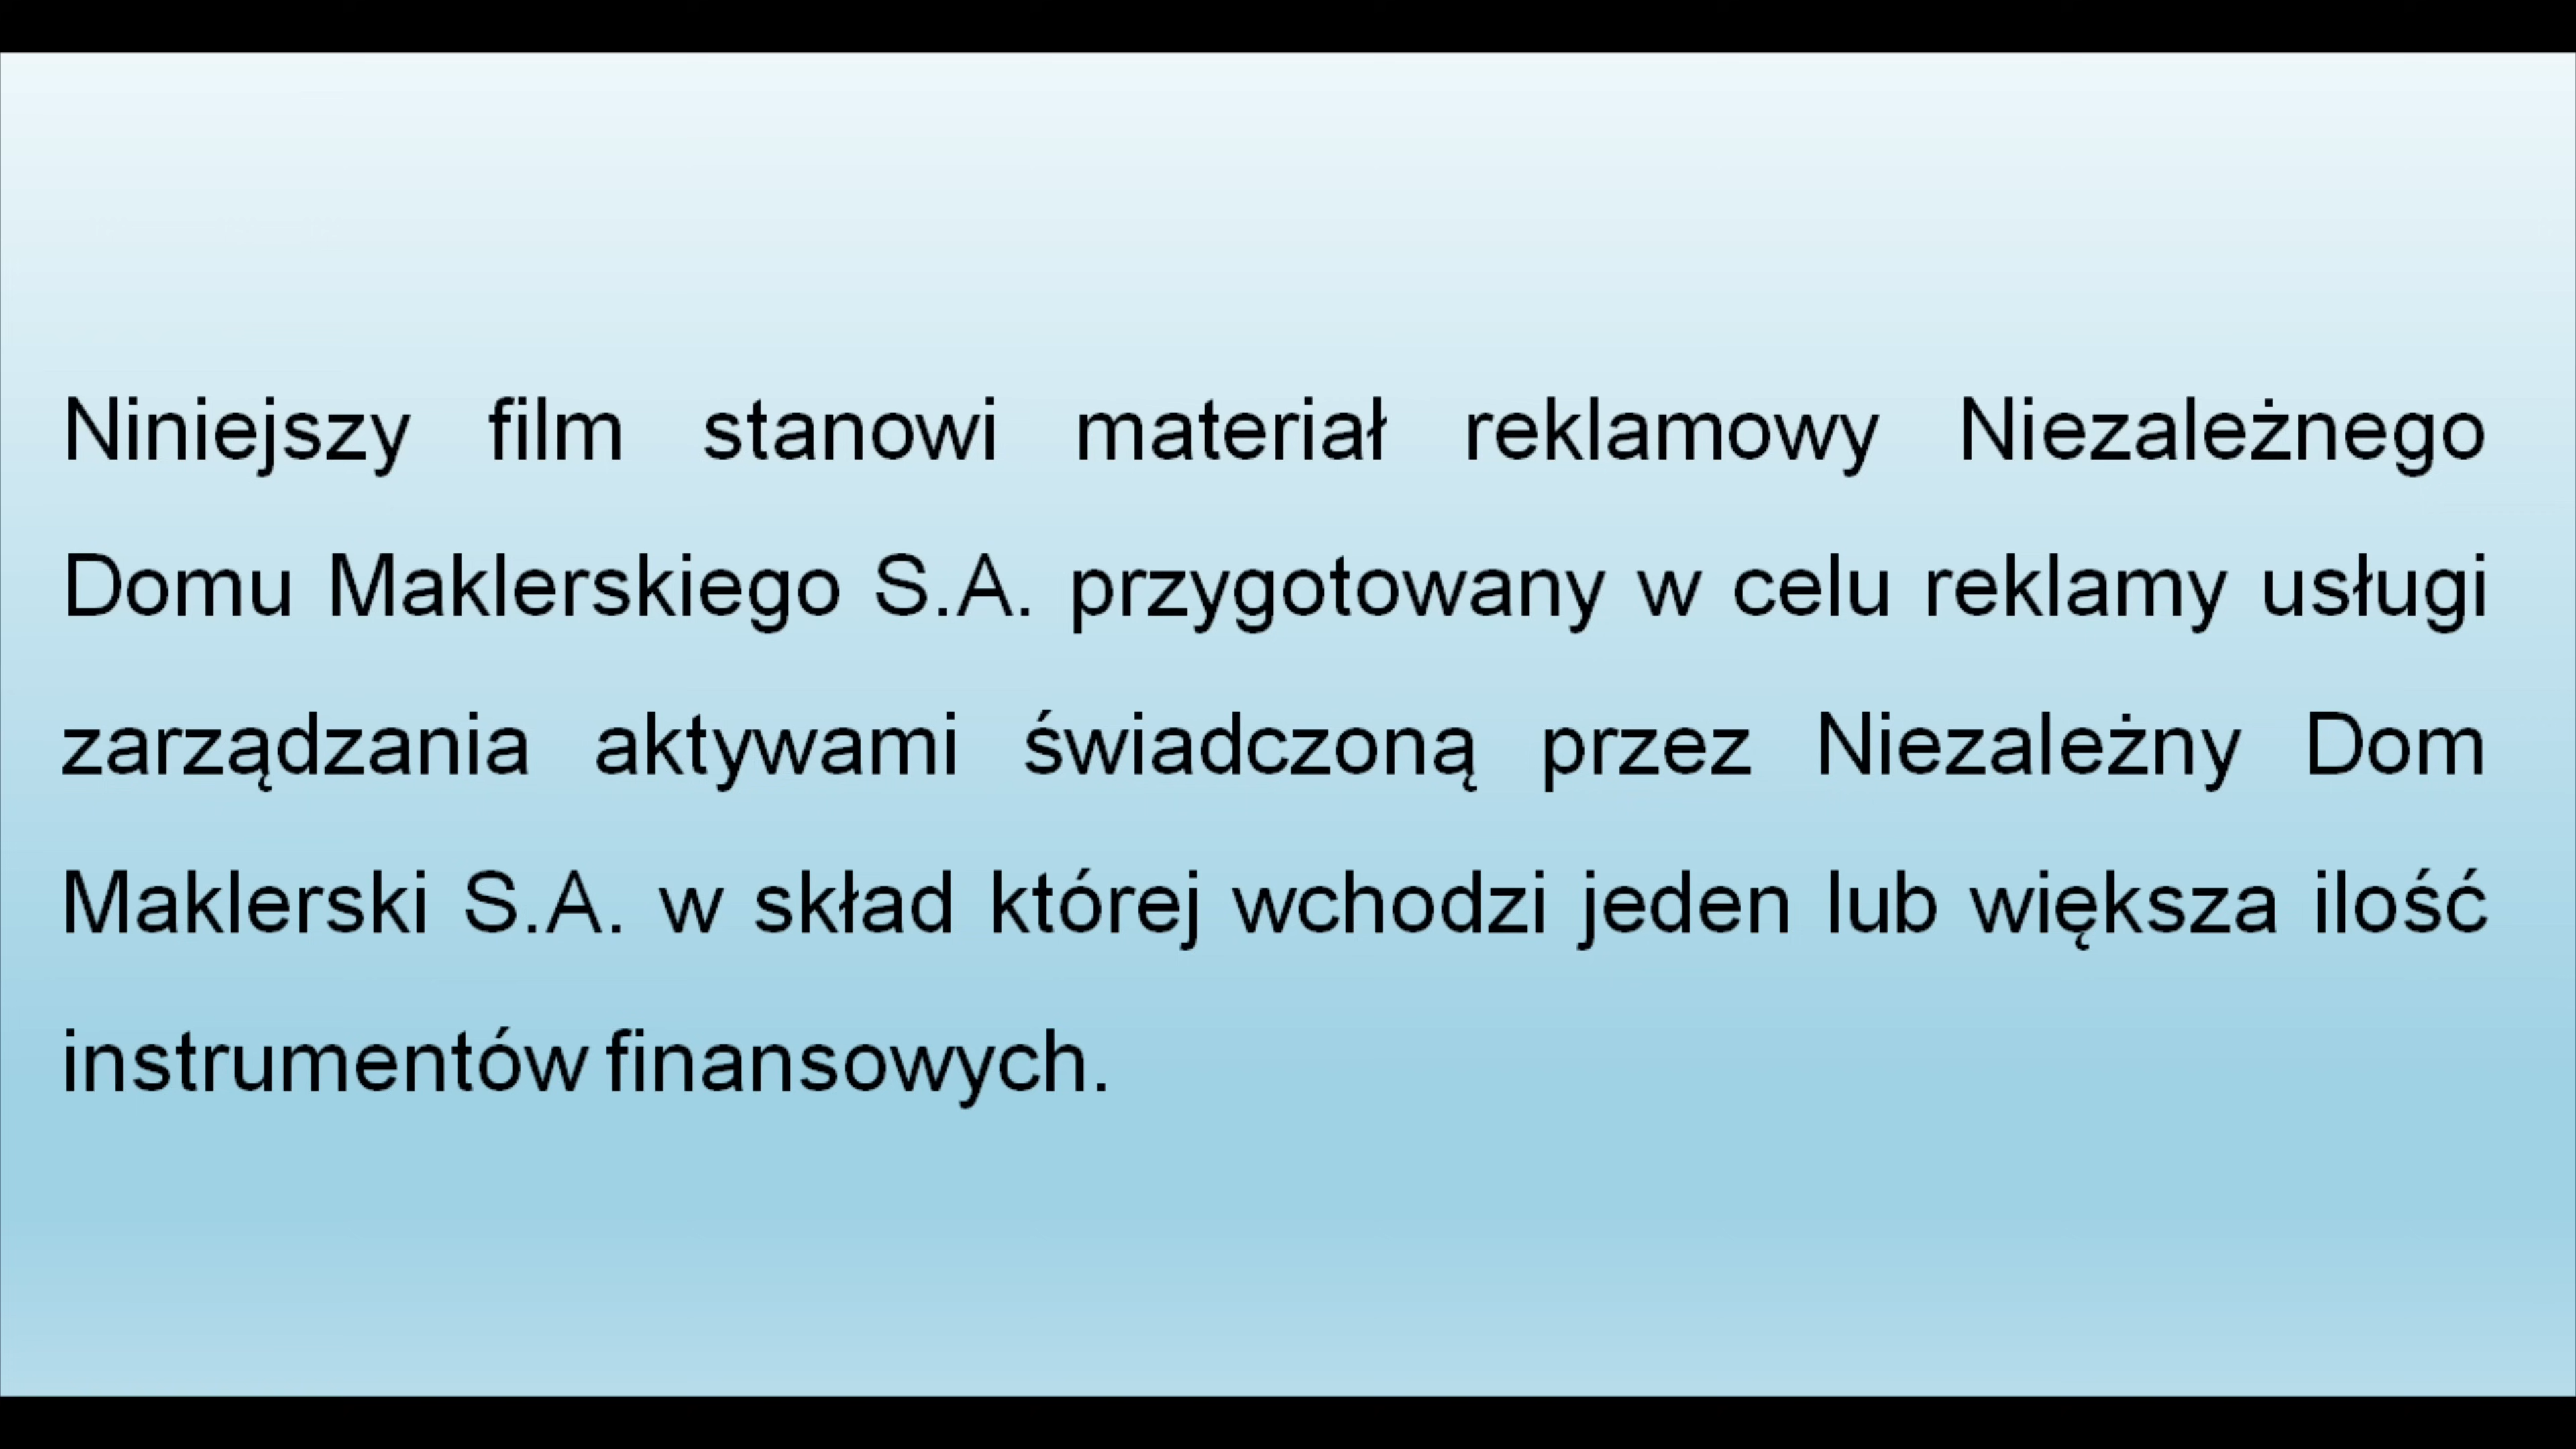 Niniejszy film stanowi materiał reklamowy Niezależnego
Domu Maklerskiego S.A. przygotowany w celu reklamy usługi
zarządzania aktywami świadczoną przez Niezależny Dom
Maklerski S.A. w skład której wchodzi jeden lub większa ilość
instrumentów finansowych.